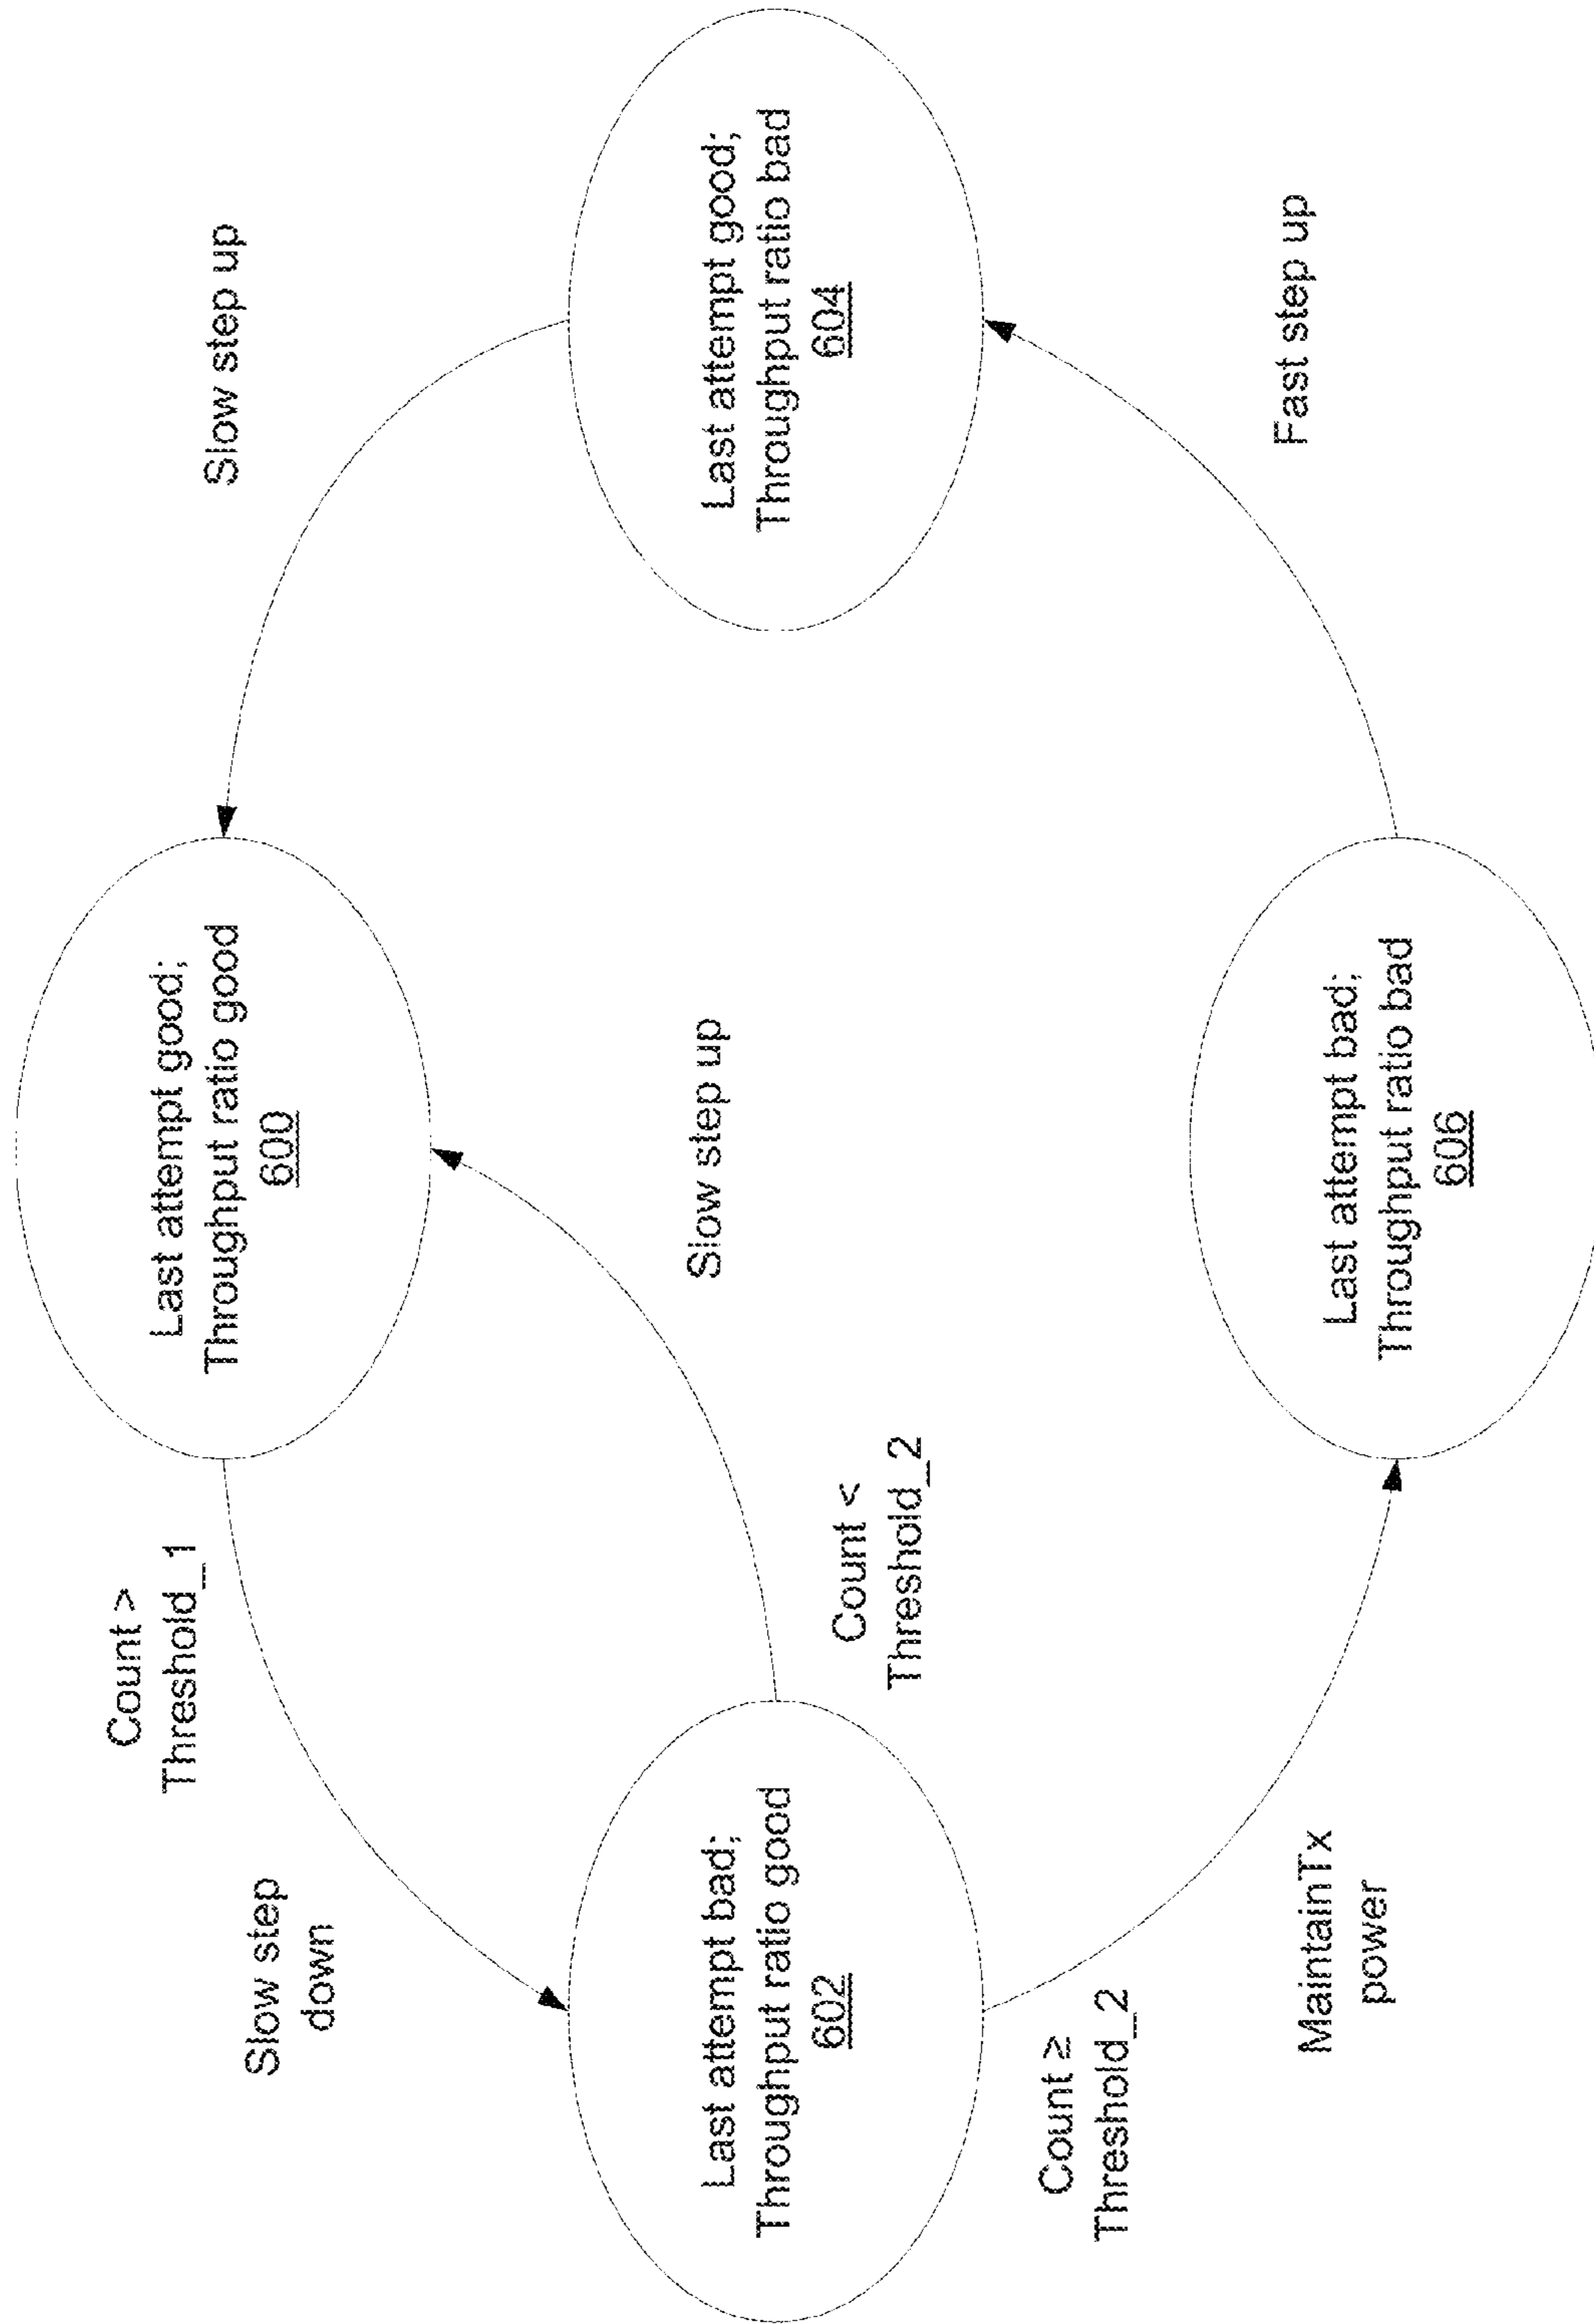 Count >
Threshold_1
Slow step
down
Last attempt good;
Throughput ratio good
600
Slow step up
Last attempt bad;
Throughput ratio good
602
Count <
Threshold_2
Slow step up
Last attempt good;
Throughput ratio bad
604
Count ≥
Threshold_2
MaintainTx
power
Last attempt bad;
Throughput ratio bad
606
Fast step up